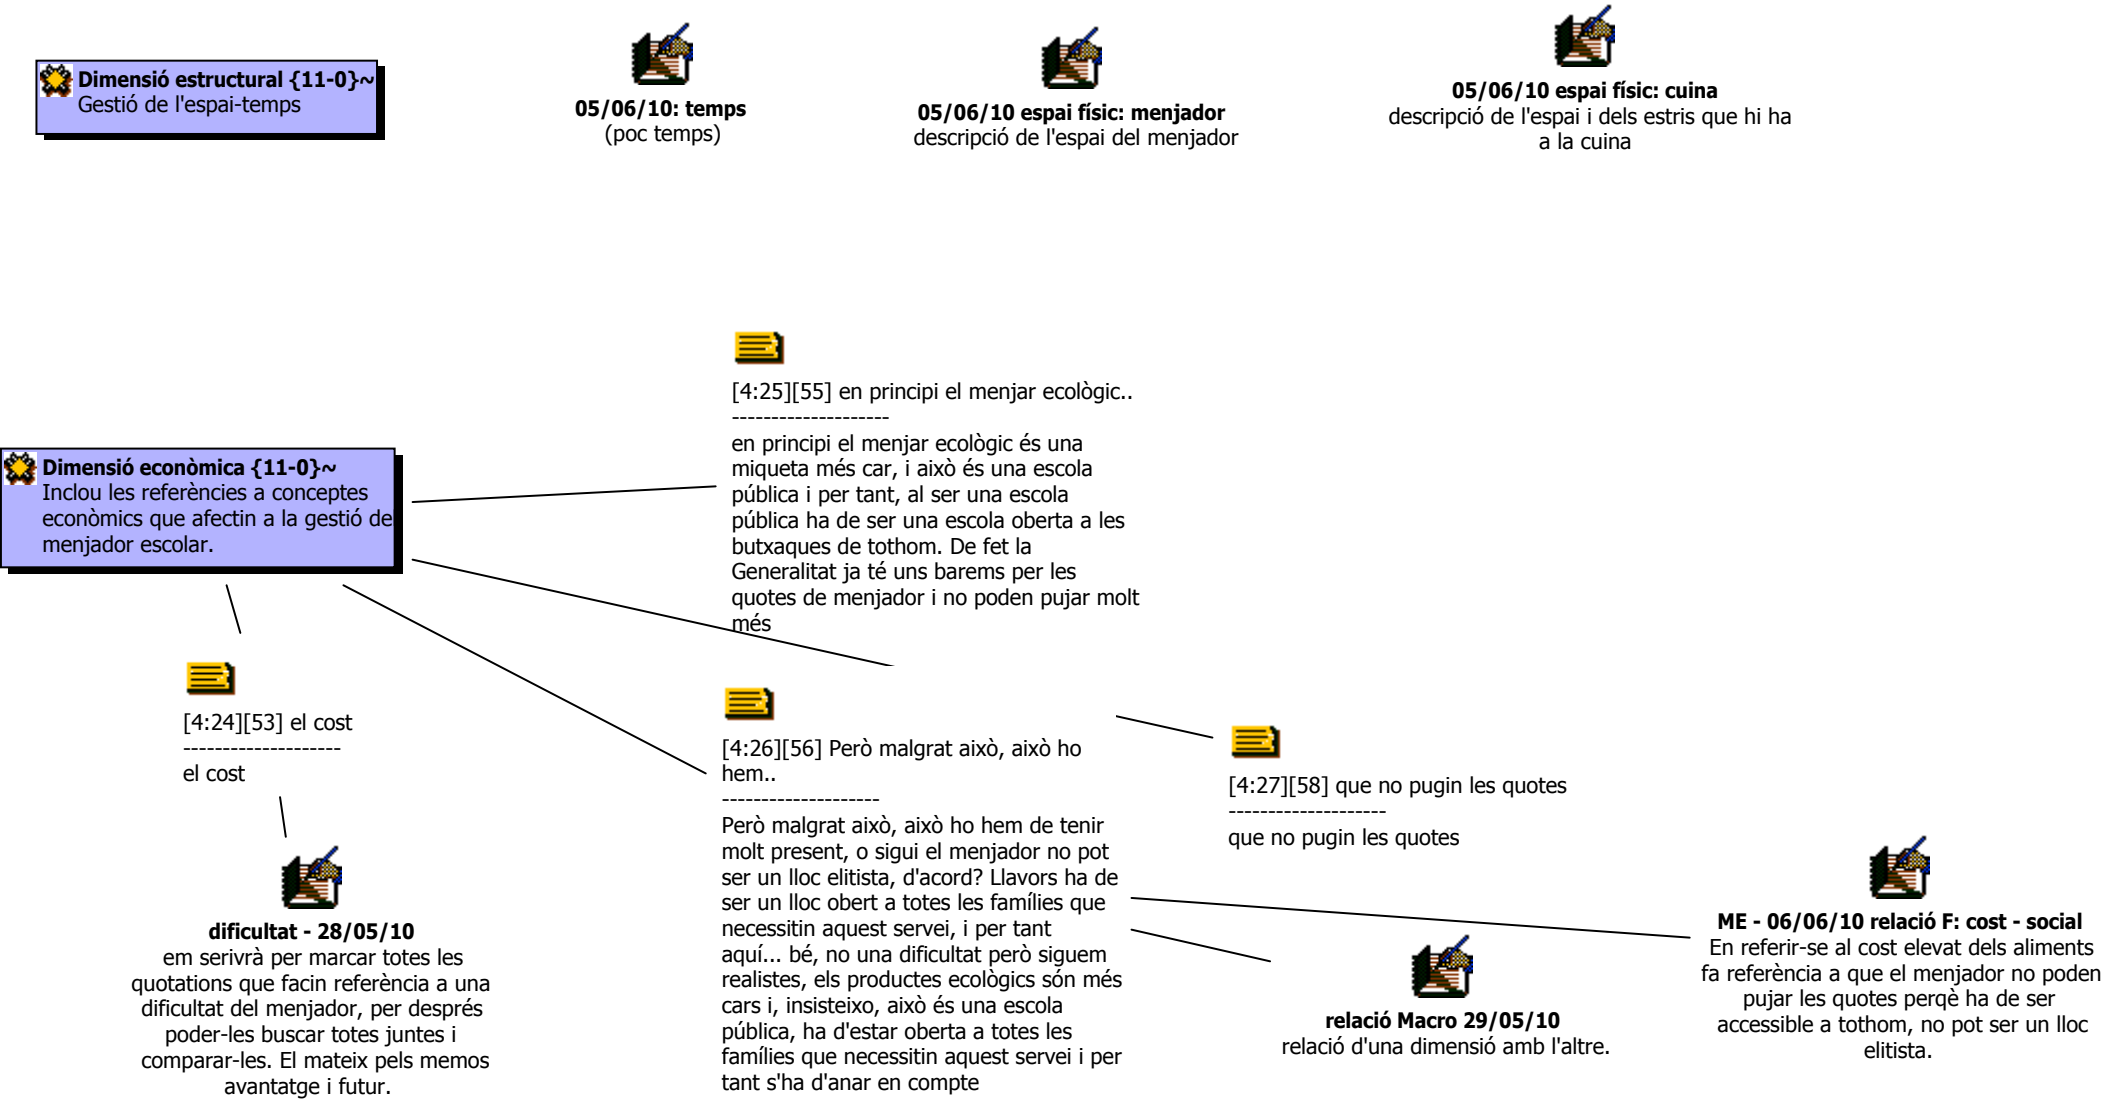 Dimensió estructural {11-0}~
Gestió de l'espai-temps
05/06/10: temps
(poc temps)
05/06/10 espai físic: menjador
descripció de l'espai del menjador
05/06/10 espai físic: cuina
descripció de l'espai i dels estris que hi ha
a la cuina
[4:25][55] en principi el menjar ecològic..
--------------------
en principi el menjar ecològic és una
miqueta més car, i això és una escola
pública i per tant, al ser una escola
pública ha de ser una escola oberta a les
butxaques de tothom. De fet la
Generalitat ja té uns barems per les
quotes de menjador i no poden pujar molt
més
Dimensió econòmica {11-0}~
Inclou les referències a conceptes
econòmics que afectin a la gestió de
menjador escolar.
[4:24][53] el cost
--------------------
el cost
dificultat - 28/05/10
em serivrà per marcar totes les
quotations que facin referència a una
dificultat del menjador, per després
poder-les buscar totes juntes i
comparar-les. El mateix pels memos
avantatge i futur.
[4:26][56] Però malgrat això, això ho
hem..
--------------------
Però malgrat això, això ho hem de tenir
molt present, o sigui el menjador no pot
ser un lloc elitista, d'acord? Llavors ha de
ser un lloc obert a totes les famílies que
necessitin aquest servei, i per tant
aquí... bé, no una dificultat però siguem
realistes, els productes ecològics són més
cars i, insisteixo, això és una escola
pública, ha d'estar oberta a totes les
famílies que necessitin aquest servei i per
tant s'ha d'anar en compte
[4:27][58] que no pugin les quotes
--------------------
que no pugin les quotes
relació Macro 29/05/10
relació d'una dimensió amb l'altre.
ME - 06/06/10 relació F: cost - social
En referir-se al cost elevat dels aliments
fa referència a que el menjador no poden
pujar les quotes perqè ha de ser
accessible a tothom, no pot ser un lloc
elitista.